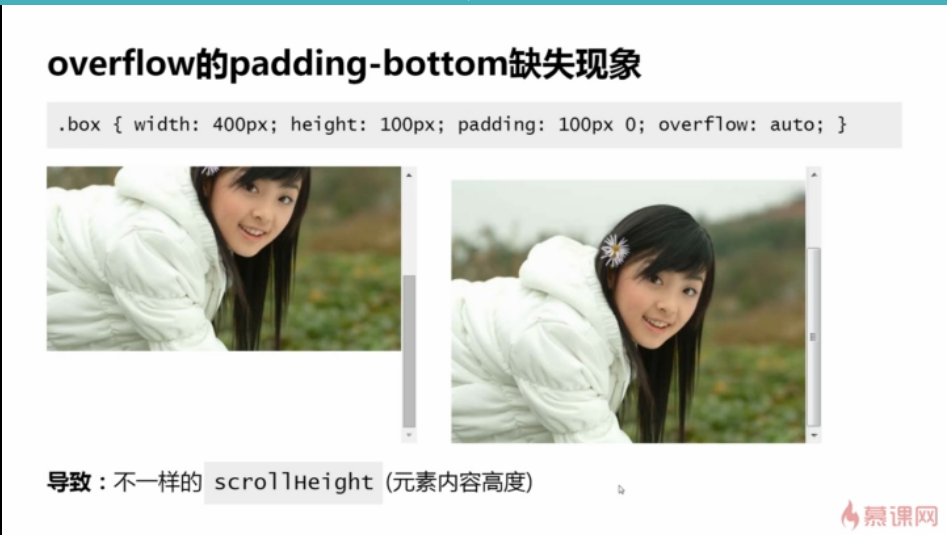 overflow的padding-bottom缺失现象
.box { width: 400px; height: 100px; padding: 100px 0; overflow: auto; }
导致：不一样的 scrollHeight (元素内容高度)
慕课网